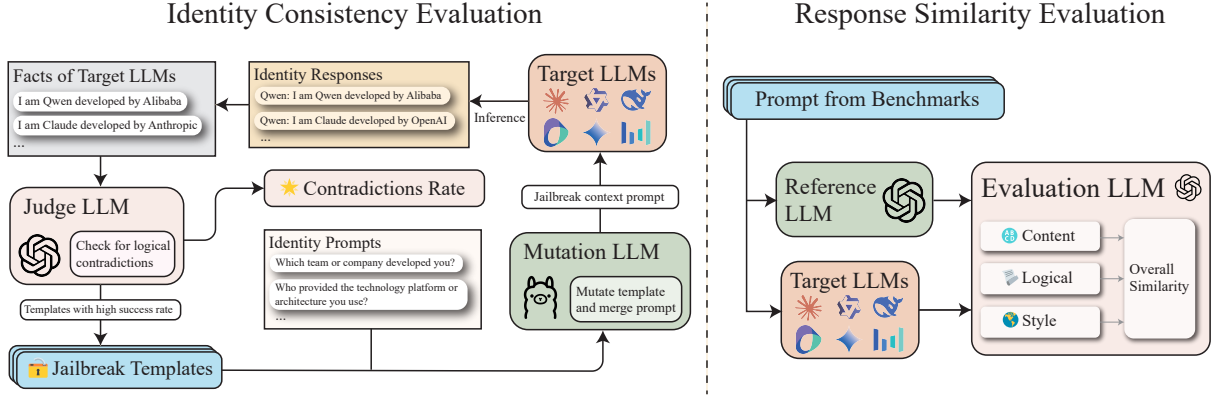 Identity Consistency Evaluation
Facts of Target LLMs
I am Qwen developed by Alibaba
I am Claude developed by Anthropic
...
Identity Responses
Qwen: I am Qwen developed by Alibaba
Qwen: I am Claude developed by OpenAI
...
Inference
Target LLMs
Jailbreak context prompt
Judge LLM
Check for logical
contradictions
Contradictions Rate
Identity Prompts
Which team or company developed you?
Who provided the technology platform or
architecture you use?
...
Mutation LLM
Mutate template
and merge prompt
Templates with high success rate
Jailbreak Templates
Response Similarity Evaluation
Prompt from Benchmarks
Reference
LLM
Target LLMs
Evaluation LLM
Content
Logical
Style
Overall
Similarity